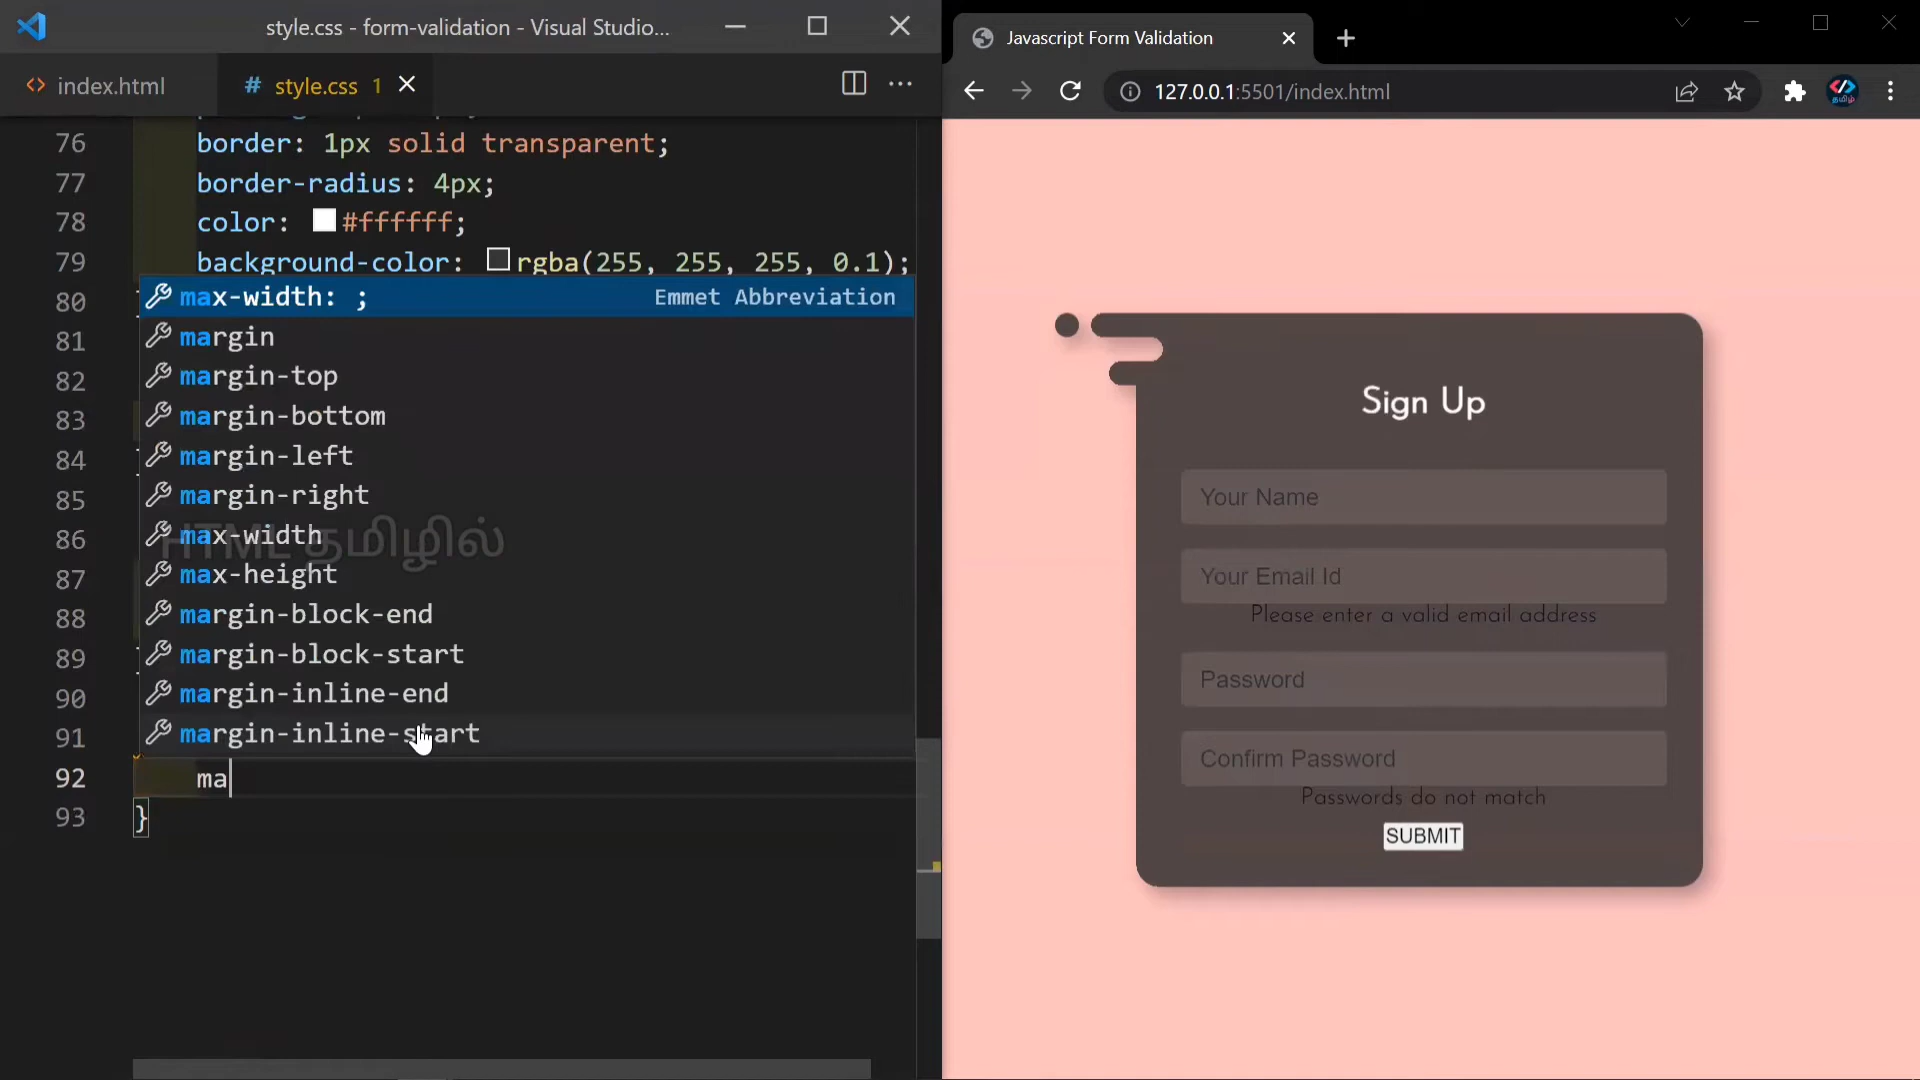 style.css - form-validation - Visual Studio...
index.html
# style.css 1
76 border: 1px solid transparent;
77 border-radius: 4px;
78 color: #ffffff;
79 background-color: rgba(255, 255, 255, 0.1);
80 max-width: ; Emmet Abbreviation
81 margin
82 margin-top
83 margin-bottom
84 margin-left
85 margin-right
86 max-width
HTML தமிழில்
87 max-height
88 margin-block-end
89 margin-block-start
90 margin-inline-end
91 margin-inline-start
92 ma
93 }
Javascript Form Validation
127.0.0.1:5501/index.html
தமிழ்
Sign Up
Your Name
Your Email Id
Please enter a valid email address
Password
Confirm Password
Passwords do not match
SUBMIT